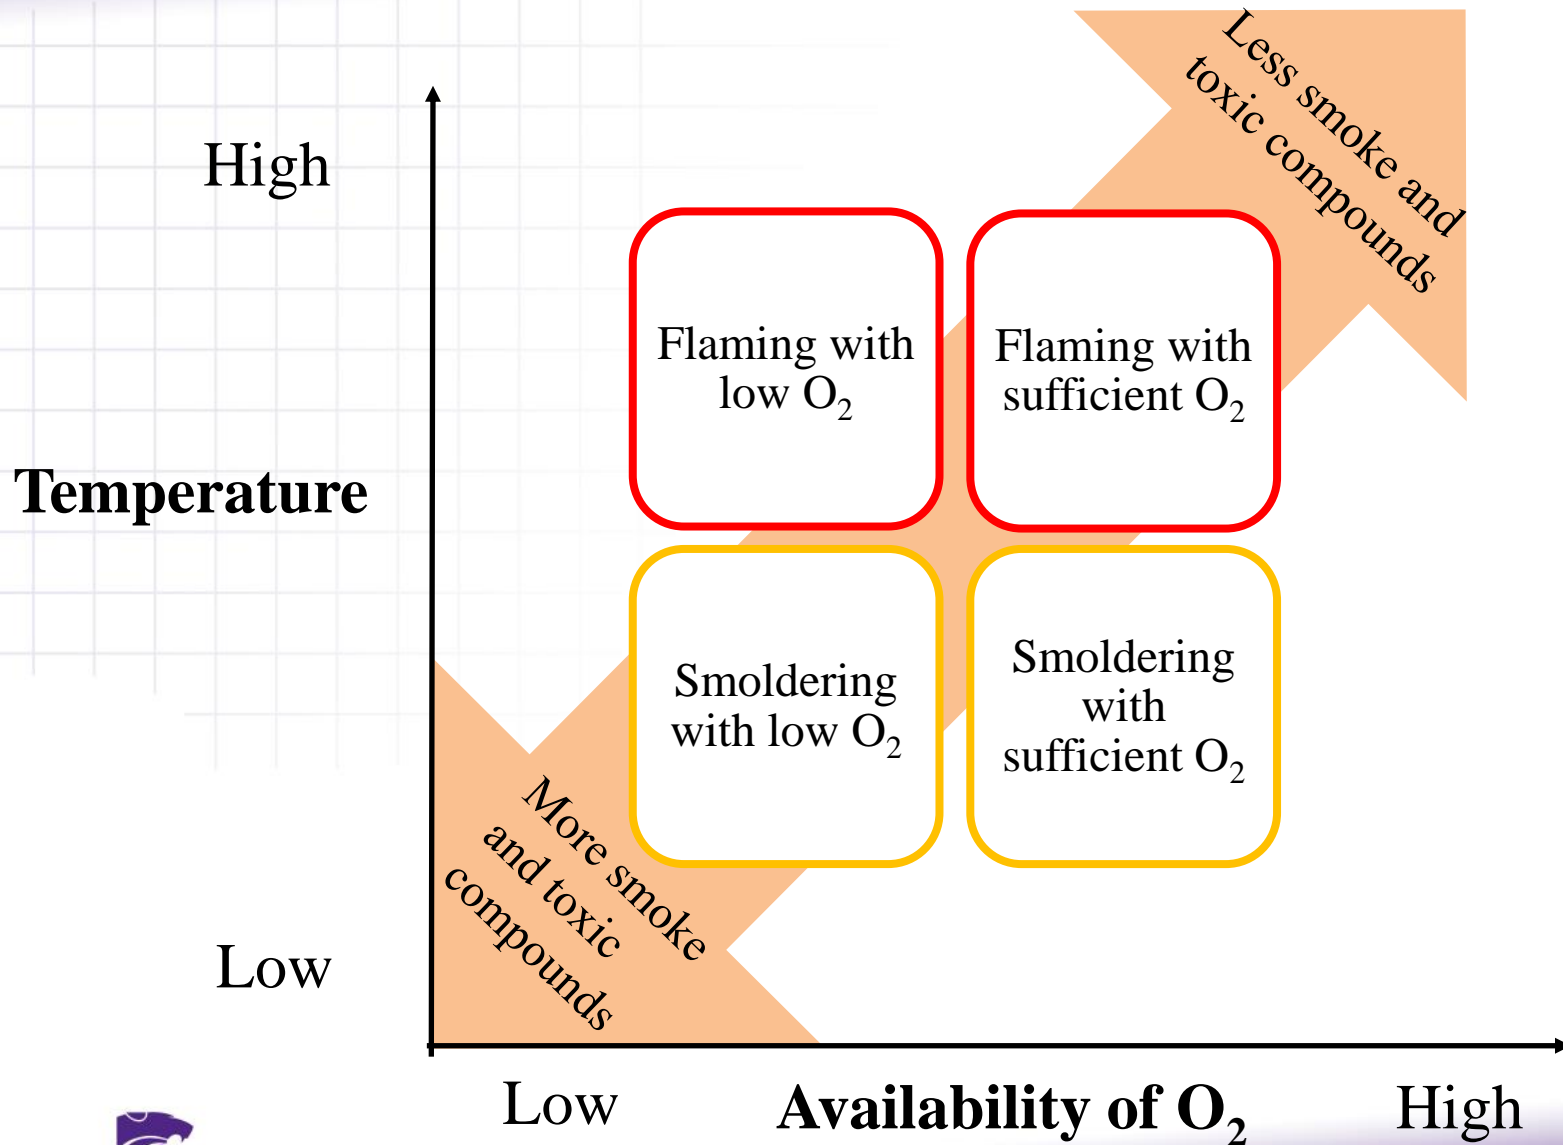 Less smoke and
toxic compounds
High
Flaming with
low O₂
Flaming with
sufficient O₂
Temperature
Smoldering
with low O₂
Smoldering
with
sufficient O₂
More smoke
and toxic
compounds
Low
Low
Availability of O₂
High